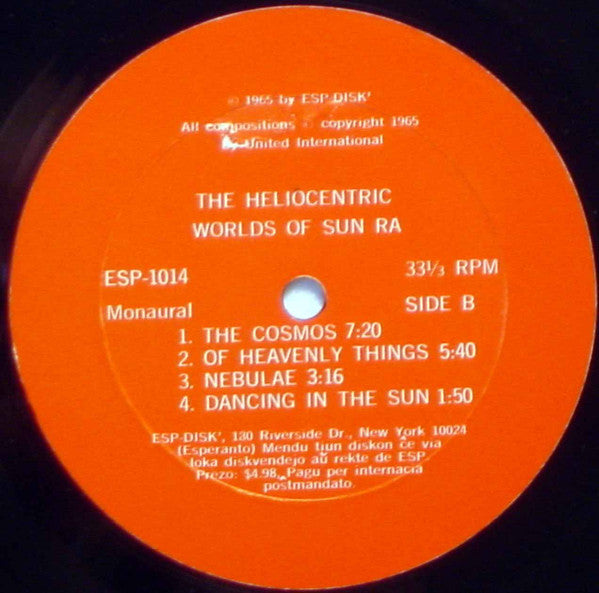 ℗ 1965 by ESP-DISK'
All compositions © copyright 1965
By United International
THE HELIOCENTRIC
WORLDS OF SUN RA
ESP-1014
33⅓ RPM
Monaural
SIDE B
1. THE COSMOS 7:20
2. OF HEAVENLY THINGS 5:40
3. NEBULAE 3:16
4. DANCING IN THE SUN 1:50
ESP-DISK', 130 Riverside Dr., New York 10024
(Esperanto) Mendu tiun diskon ĉe via
loka diskvendejo aŭ rekte de ESP.
Prezo: $4.98. Pagu per internacia
postmandato.